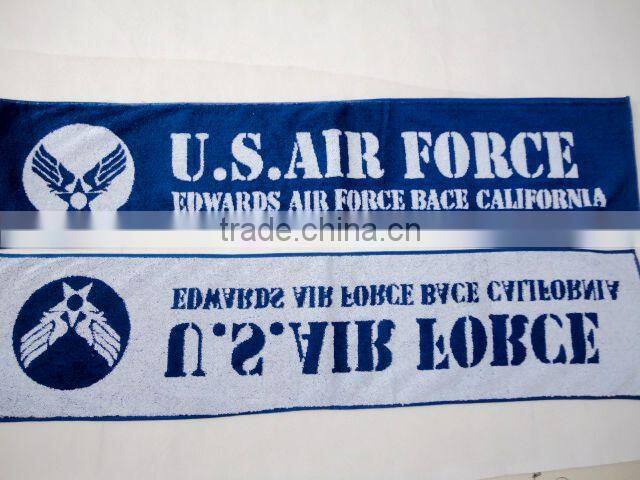 U.S.AIR FORCE
EDWARDS AIR FORCE BACE CALIFORNIA
trade.china.cn
EDWARDS AIR FORCE BACE CALIFORNIA
U.S.AIR FORCE